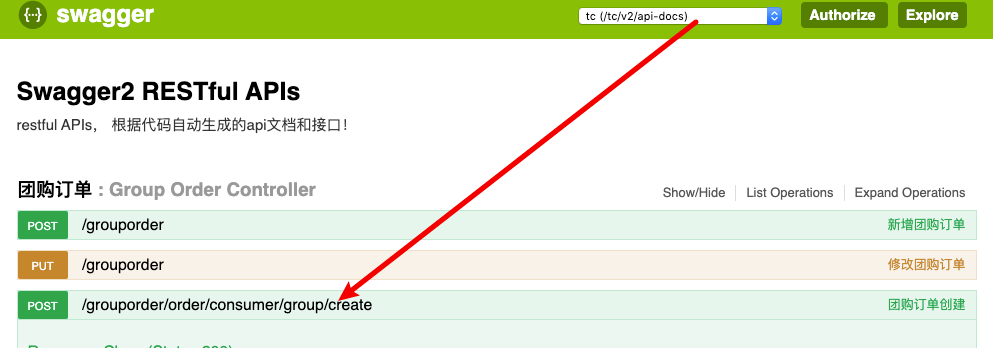 {···} swagger tc (/tc/v2/api-docs) Authorize Explore
Swagger2 RESTful APIs
restful APIs， 根据代码自动生成的api文档和接口！
团购订单 : Group Order Controller Show/Hide List Operations Expand Operations
POST /grouporder 新增团购订单
PUT /grouporder 修改团购订单
POST /grouporder/order/consumer/group/create 团购订单创建